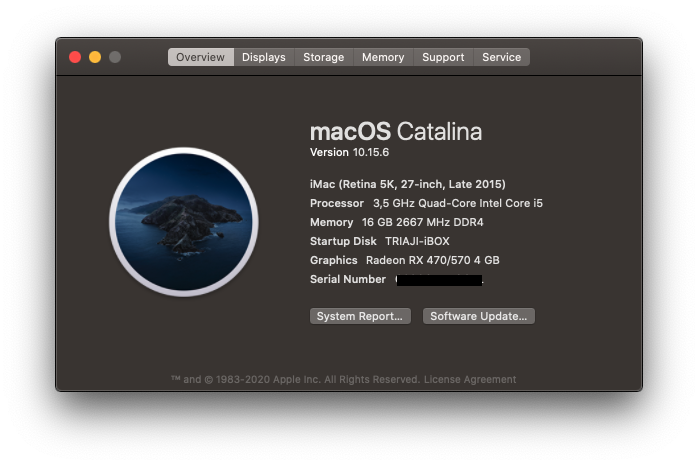 Overview Displays Storage Memory Support Service
macOS Catalina
Version 10.15.6
iMac (Retina 5K, 27-inch, Late 2015)
Processor 3,5 GHz Quad-Core Intel Core i5
Memory 16 GB 2667 MHz DDR4
Startup Disk TRIAJI-iBOX
Graphics Radeon RX 470/570 4 GB
Serial Number
System Report... Software Update...
™ and © 1983-2020 Apple Inc. All Rights Reserved. License Agreement